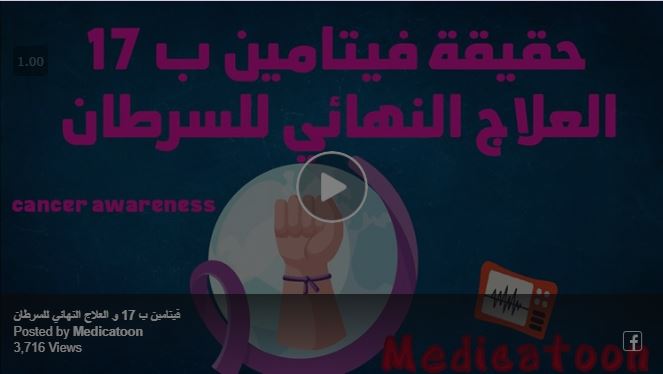 1.00
حقيقة فيتامين ب 17
العلاج النهائي للسرطان
cancer awareness
فيتامين ب 17 و العلاج النهائي للسرطان
Posted by Medicatoon
3,716 Views
Medicatoon